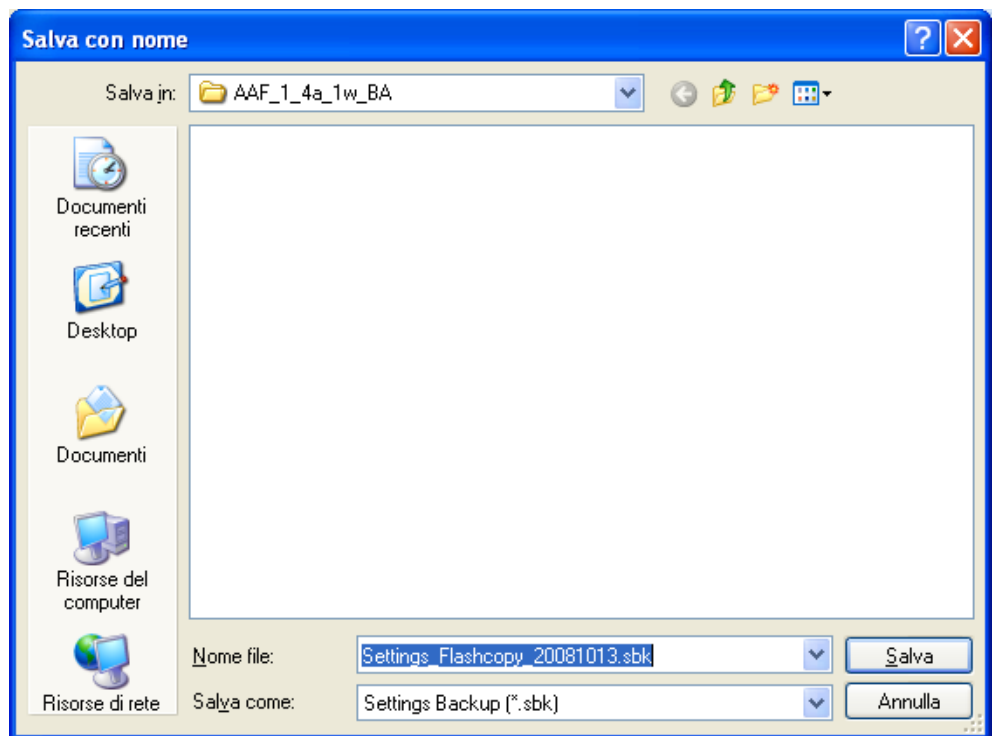 Salva con nome
Salva in: AAF_1_4a_1w_BA
Documenti
recenti
Desktop
Documenti
Risorse del
computer
Risorse di rete
Nome file: Settings_Flashcopy_20081013.sbk Salva
Salva come: Settings Backup (*.sbk) Annulla